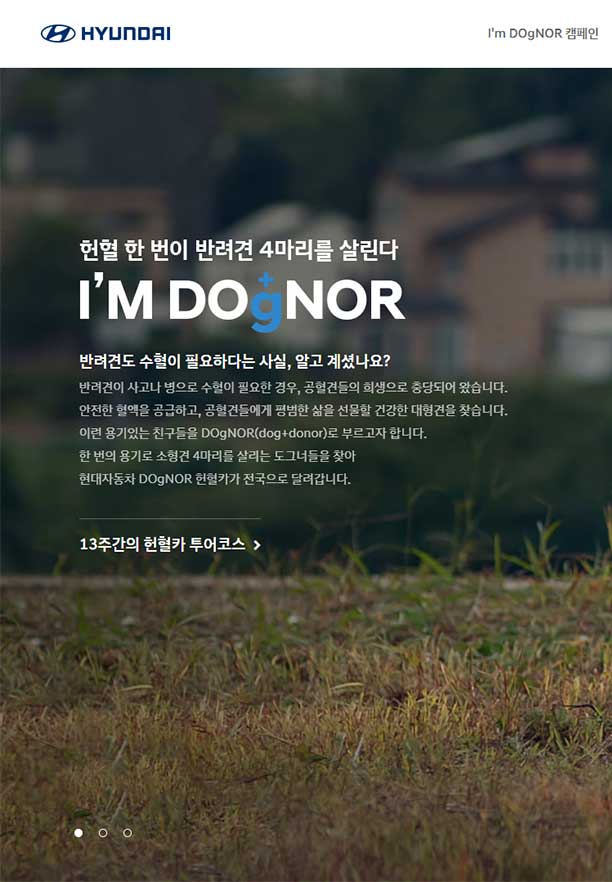 HYUNDAI
I'm DOgNOR 캠페인
헌혈 한 번이 반려견 4마리를 살린다
I'M DOgNOR
반려견도 수혈이 필요하다는 사실, 알고 계셨나요?
반려견이 사고나 병으로 수혈이 필요한 경우, 공혈견들의 희생으로 충당되어 왔습니다.
안전한 혈액을 공급하고, 공혈견들에게 평범한 삶을 선물할 건강한 대형견을 찾습니다.
이런 용기있는 친구들을 DOgNOR(dog+donor)로 부르고자 합니다.
한 번의 용기로 소형견 4마리를 살리는 도그너들을 찾아
현대자동차 DOgNOR 헌혈카가 전국으로 달려갑니다.
13주간의 헌혈카 투어코스 >